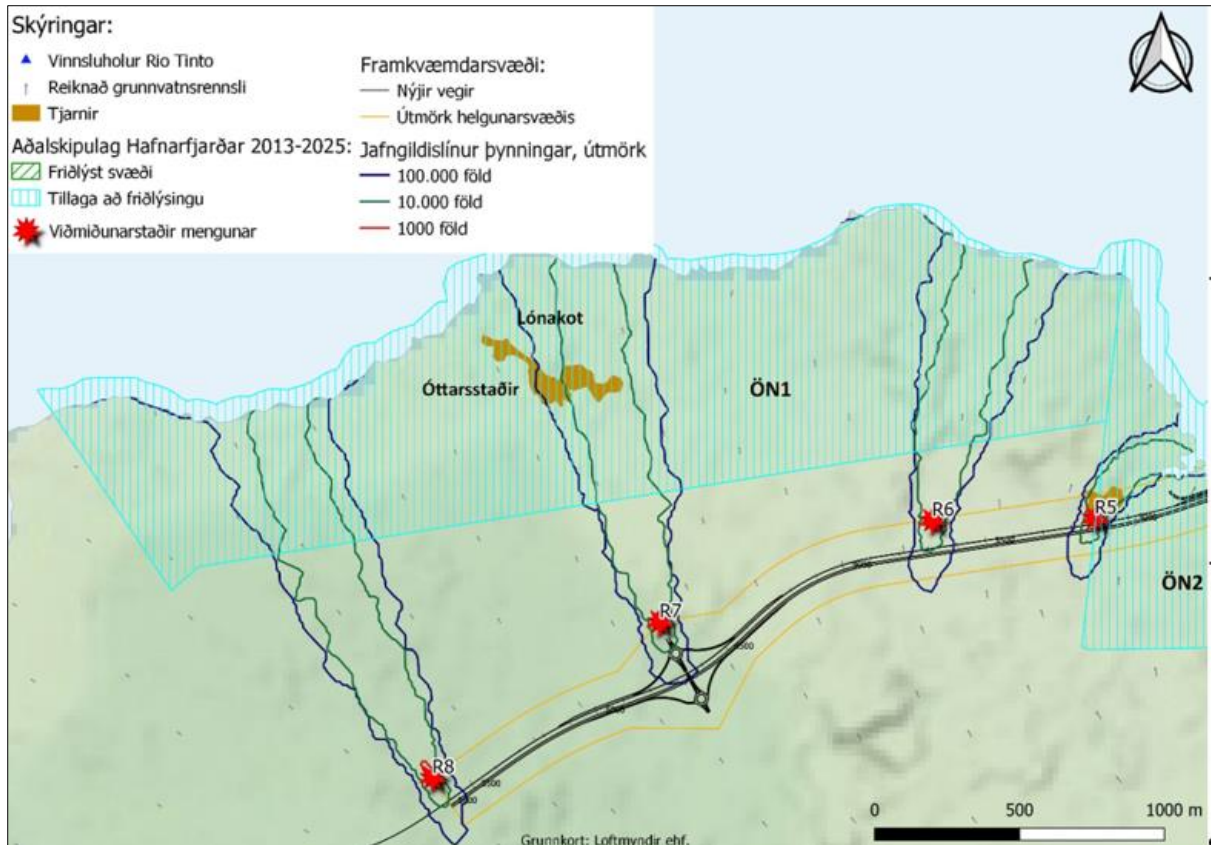 Skýringar:
Vinnsluholur Rio Tinto
Reiknað grunnvatnsrennsli
Tjarnir
Aðalskipulag Hafnarfjarðar 2013-2025:
Friðlýst svæði
Tillaga að friðlýsingu
Viðmiðunarstaðir mengunar
Framkvæmdarsvæði:
Nýjir vegir
Útmörk helgunarsvæðis
Jafngildislínur þynningar, útmörk
100.000 föld
10.000 föld
1000 föld
Lónakot
Óttarsstaðir
ÖN1
R6
R5
ÖN2
R7
R8
0 500 1000 m
Grunnkort: Loftmyndir ehf.